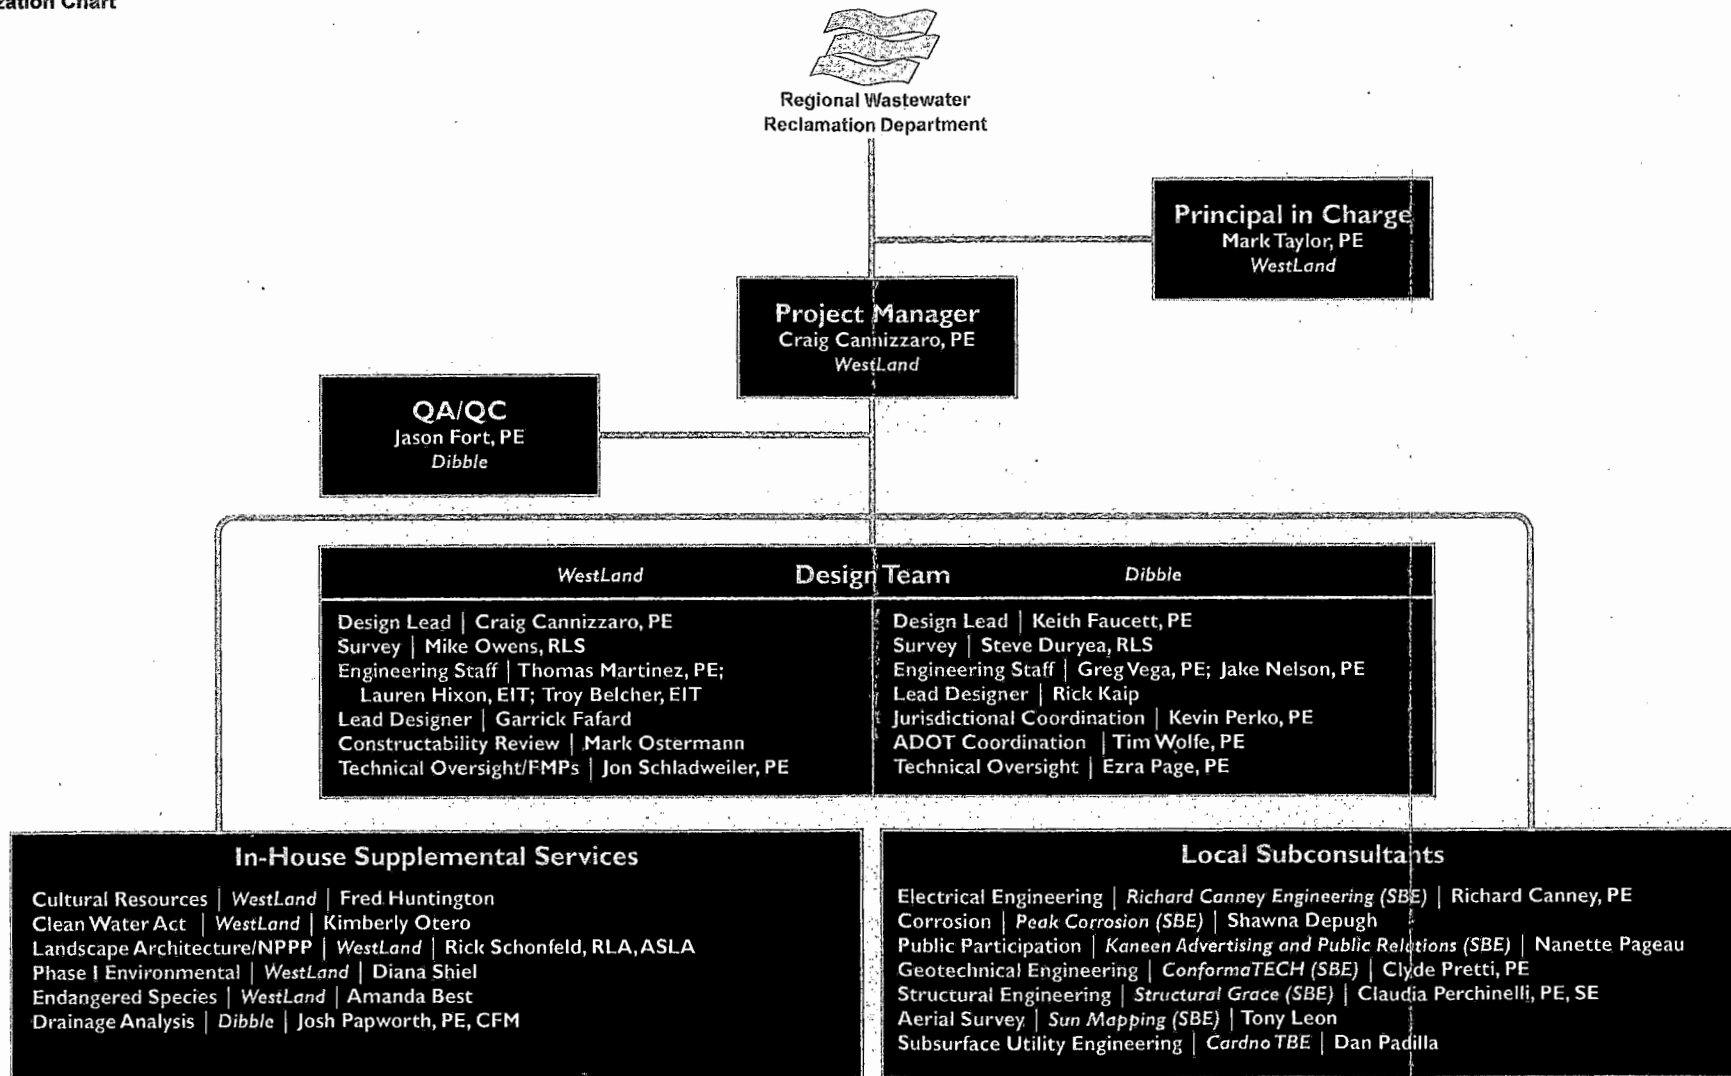 Regional Wastewater
Reclamation Department
Principal in Charge
Mark Taylor, PE
WestLand
Project Manager
Craig Cannizzaro, PE
WestLand
QA/QC
Jason Fort, PE
Dibble
WestLand Design Team Dibble
Design Lead | Craig Cannizzaro, PE
Survey | Mike Owens, RLS
Engineering Staff | Thomas Martinez, PE;
Lauren Hixon, EIT; Troy Belcher, EIT
Lead Designer | Garrick Fafard
Constructability Review | Mark Ostermann
Technical Oversight/FMPs | Jon Schladweiler, PE
Design Lead | Keith Faucett, PE
Survey | Steve Duryea, RLS
Engineering Staff | Greg Vega, PE; Jake Nelson, PE
Lead Designer | Rick Kaip
Jurisdictional Coordination | Kevin Perko, PE
ADOT Coordination | Tim Wolfe, PE
Technical Oversight | Ezra Page, PE
In-House Supplemental Services
Cultural Resources | WestLand | Fred Huntington
Clean Water Act | WestLand | Kimberly Otero
Landscape Architecture/NPPP | WestLand | Rick Schonfeld, RLA, ASLA
Phase I Environmental | WestLand | Diana Shiel
Endangered Species | WestLand | Amanda Best
Drainage Analysis | Dibble | Josh Papworth, PE, CFM
Local Subconsultants
Electrical Engineering | Richard Canney Engineering (SBE) | Richard Canney, PE
Corrosion | Peak Corrosion (SBE) | Shawna Depugh
Public Participation | Kaneen Advertising and Public Relations (SBE) | Nanette Pageau
Geotechnical Engineering | ConformaTECH (SBE) | Clyde Pretti, PE
Structural Engineering | Structural Grace (SBE) | Claudia Perchinelli, PE, SE
Aerial Survey | Sun Mapping (SBE) | Tony Leon
Subsurface Utility Engineering | Cardno TBE | Dan Padilla